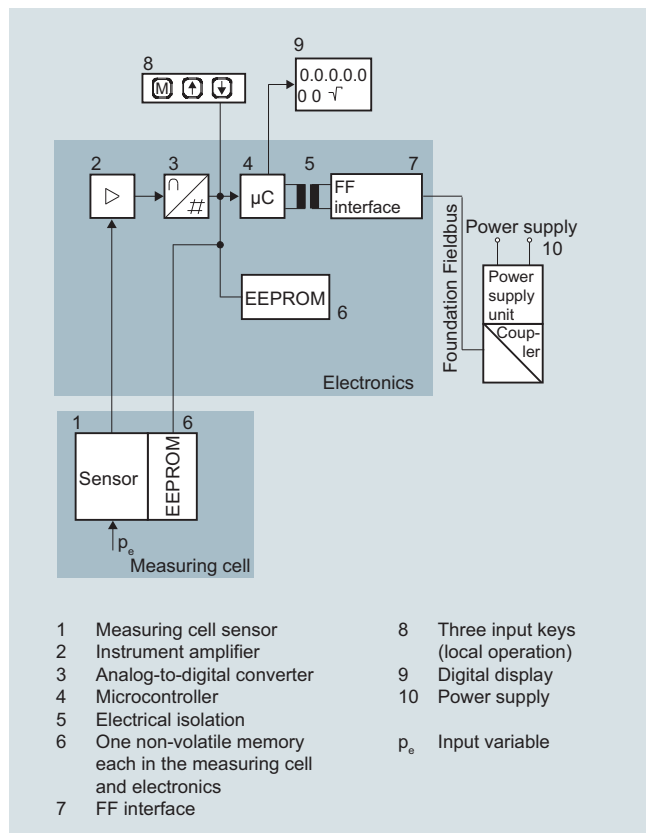 8
M
9
0.0.0.0.0
0 0 √
2
3
∩
#
4
µC
5
7
FF
interface
Foundation Fieldbus
Power supply
10
Power
supply
unit
Coup-
ler
EEPROM
6
Electronics
1
Sensor
6
EEPROM
pe
Measuring cell
1 Measuring cell sensor
2 Instrument amplifier
3 Analog-to-digital converter
4 Microcontroller
5 Electrical isolation
6 One non-volatile memory
each in the measuring cell
and electronics
7 FF interface
8 Three input keys
(local operation)
9 Digital display
10 Power supply
pe Input variable